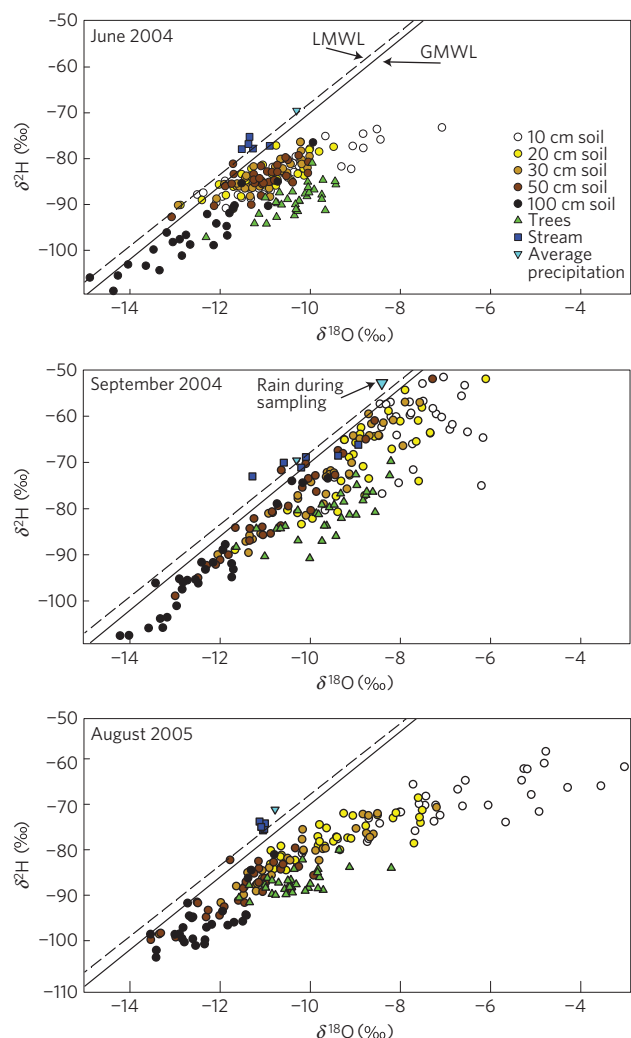 June 2004
LMWL
GMWL
10 cm soil
20 cm soil
30 cm soil
50 cm soil
100 cm soil
Trees
Stream
Average
precipitation
δ²H (‰)
−50
−60
−70
−80
−90
−100
−14
−12
−10
−8
−6
−4
δ¹⁸O (‰)
September 2004
Rain during
sampling
δ²H (‰)
−50
−60
−70
−80
−90
−100
−14
−12
−10
−8
−6
−4
δ¹⁸O (‰)
August 2005
δ²H (‰)
−50
−60
−70
−80
−90
−100
−110
−14
−12
−10
−8
−6
−4
δ¹⁸O (‰)